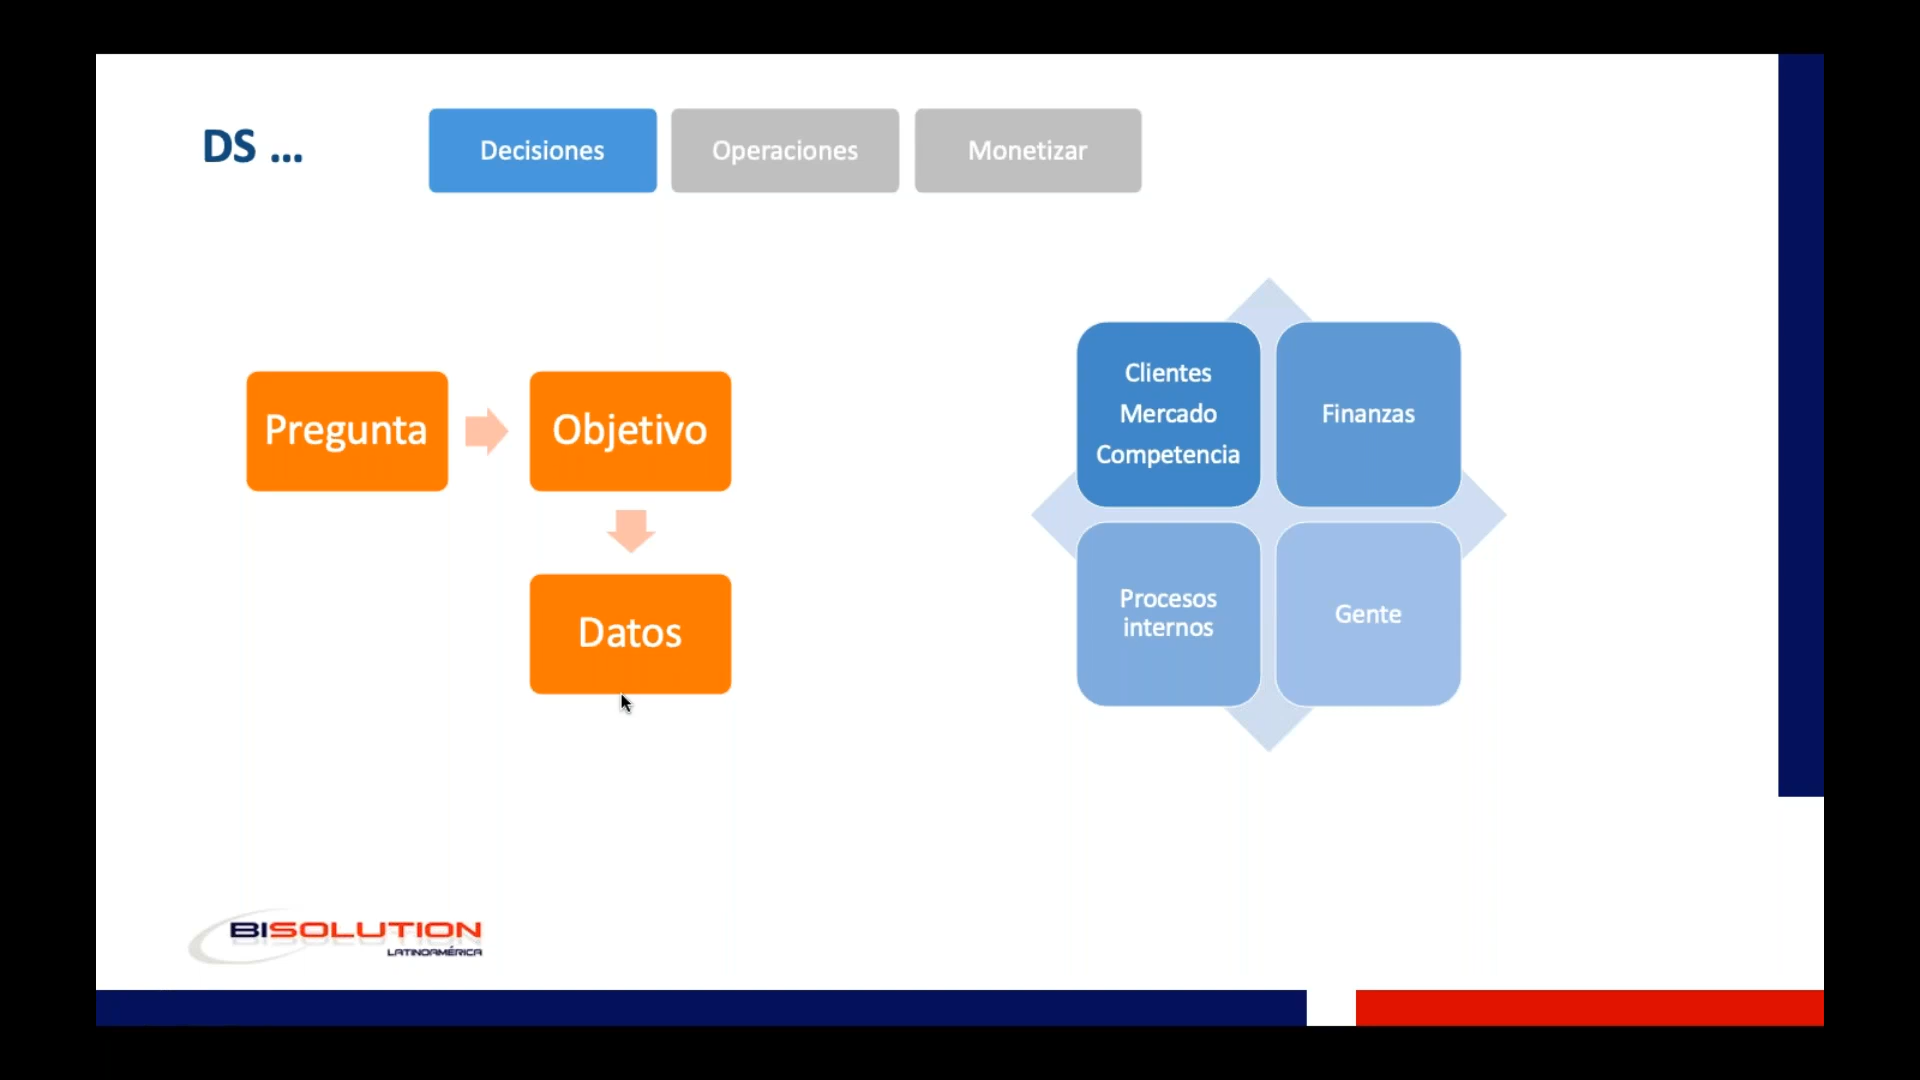 DS ...
Decisiones
Operaciones
Monetizar
Pregunta
Objetivo
Datos
Clientes
Mercado
Competencia
Finanzas
Procesos
internos
Gente
BISOLUTION
LATINOAMÉRICA